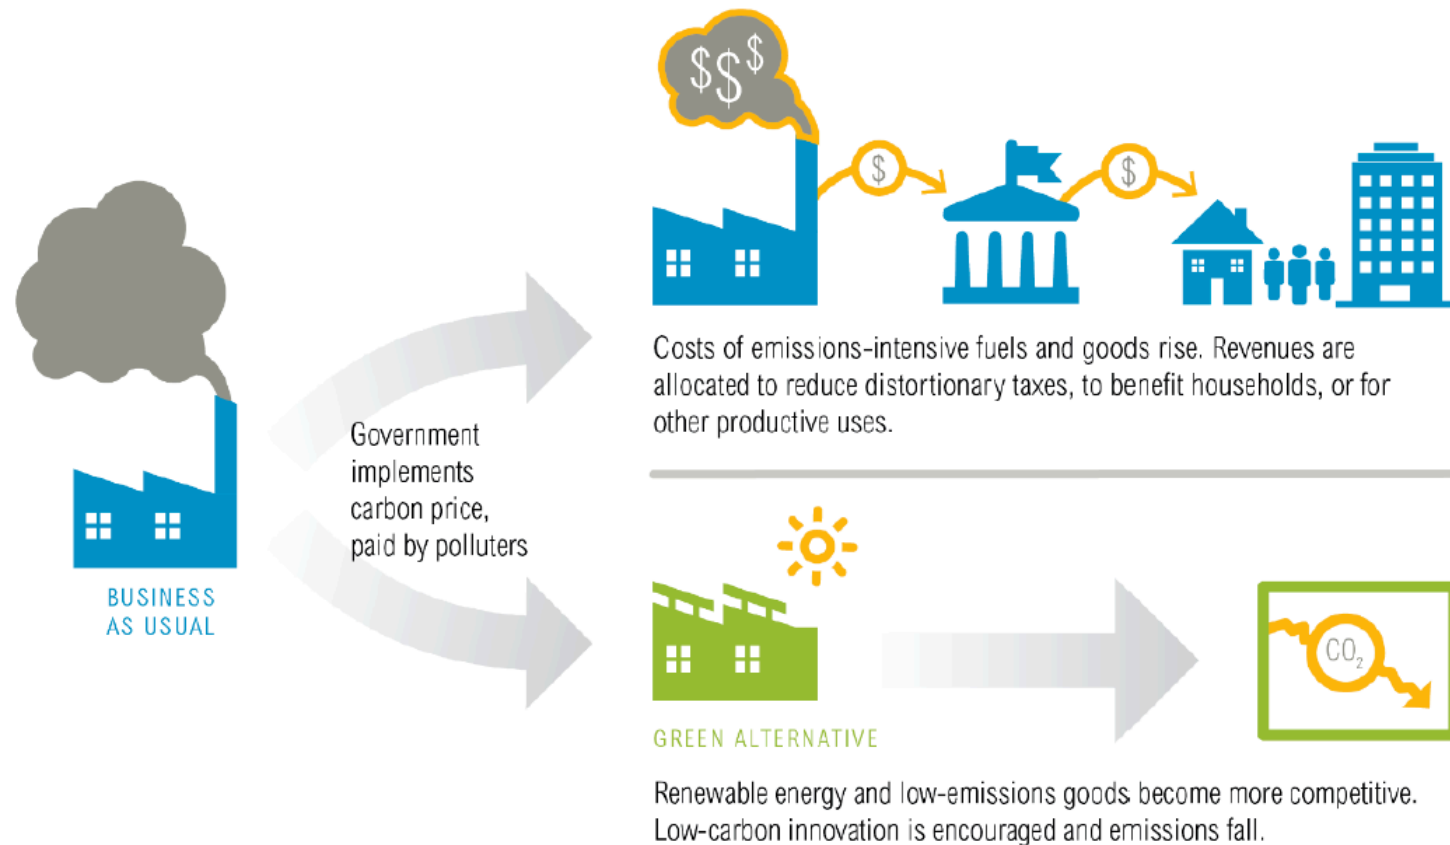 $$$
$
$
Costs of emissions-intensive fuels and goods rise. Revenues are
allocated to reduce distortionary taxes, to benefit households, or for
other productive uses.
Government
implements
carbon price,
paid by polluters
BUSINESS
AS USUAL
CO₂
GREEN ALTERNATIVE
Renewable energy and low-emissions goods become more competitive.
Low-carbon innovation is encouraged and emissions fall.